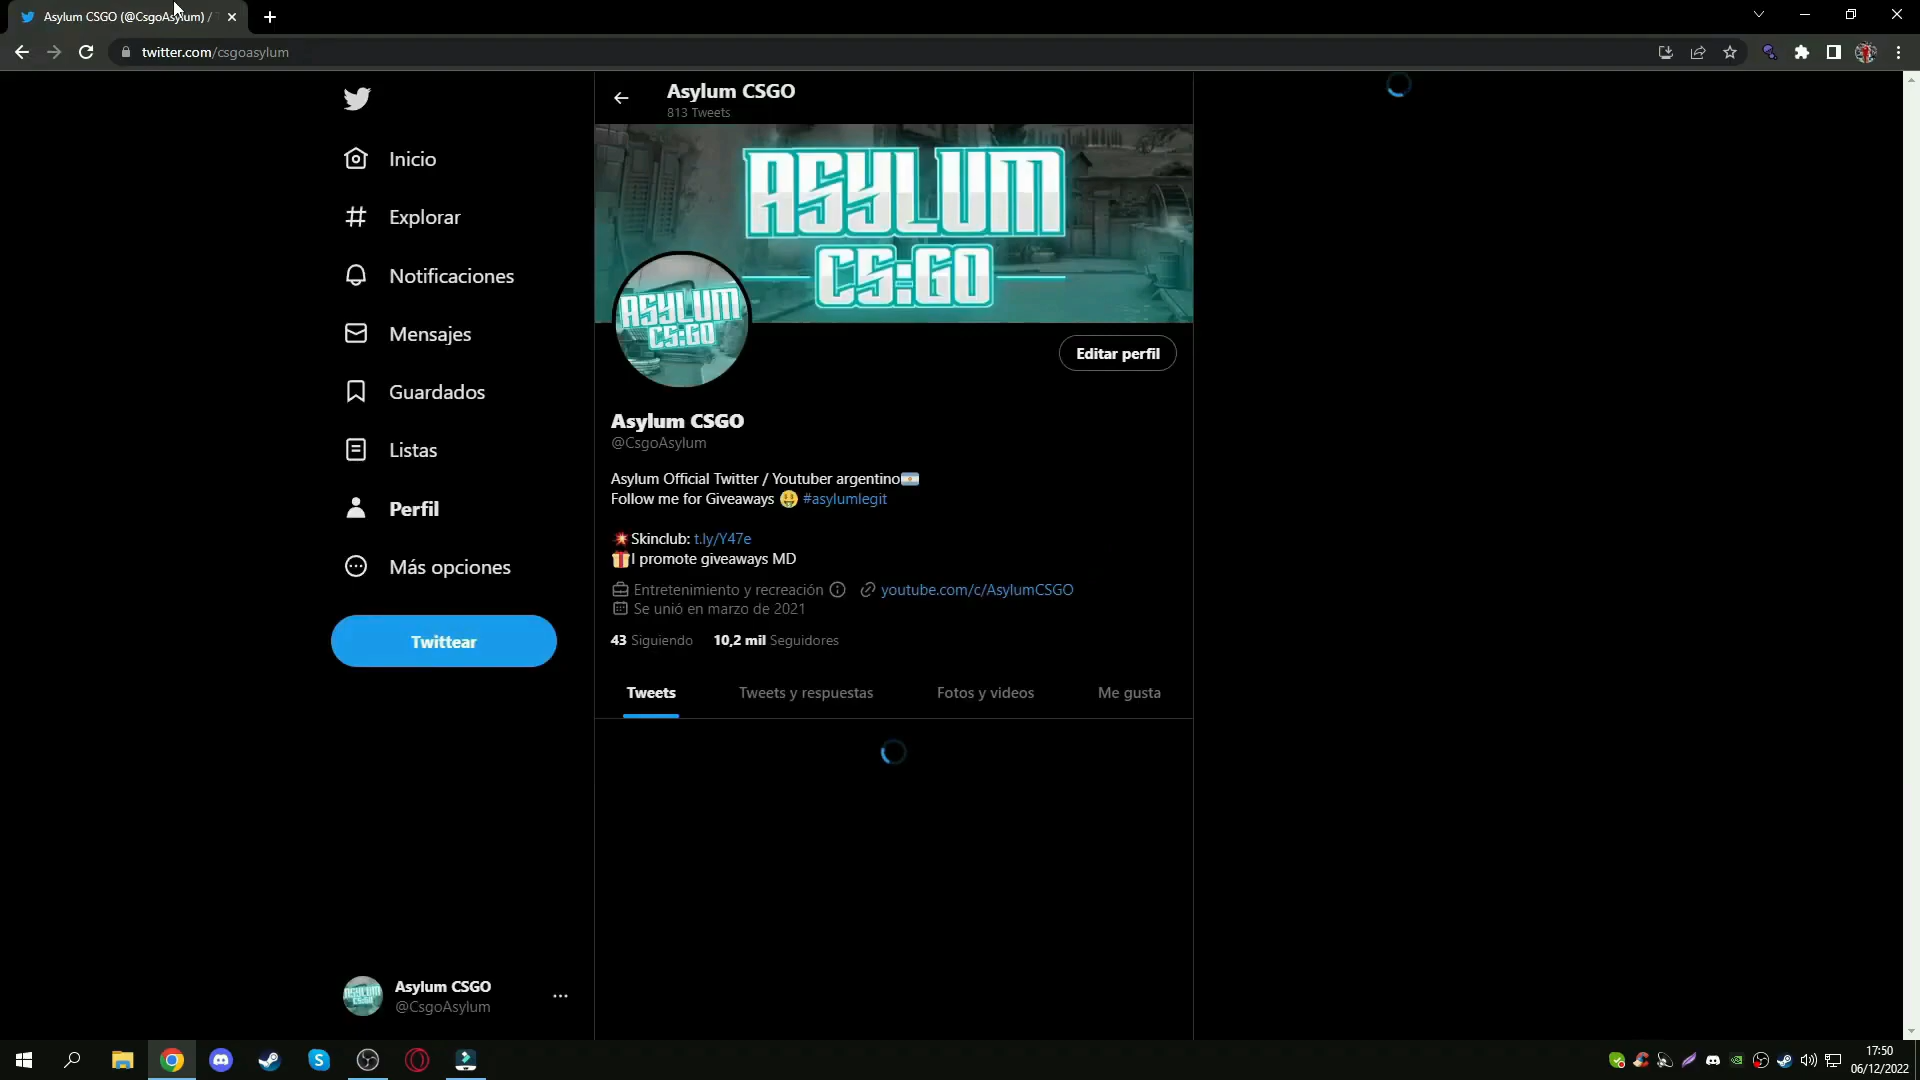 Asylum CSGO (@CsgoAsylum) /
twitter.com/csgoasylum
Asylum CSGO
813 Tweets
Inicio
Explorar
Notificaciones
Mensajes
Guardados
Listas
Perfil
Más opciones
Twittear
ASYLUM
CS:GO
ASYLUM
CS:GO
Editar perfil
Asylum CSGO
@CsgoAsylum
Asylum Official Twitter / Youtuber argentino🇦🇷
Follow me for Giveaways 🤑 #asylumlegit
💥Skinclub: t.ly/Y47e
🎁I promote giveaways MD
Entretenimiento y recreación youtube.com/c/AsylumCSGO
Se unió en marzo de 2021
43 Siguiendo 10,2 mil Seguidores
Tweets Tweets y respuestas Fotos y videos Me gusta
ASYLUM
CS:GO
Asylum CSGO
@CsgoAsylum
17:50
06/12/2022